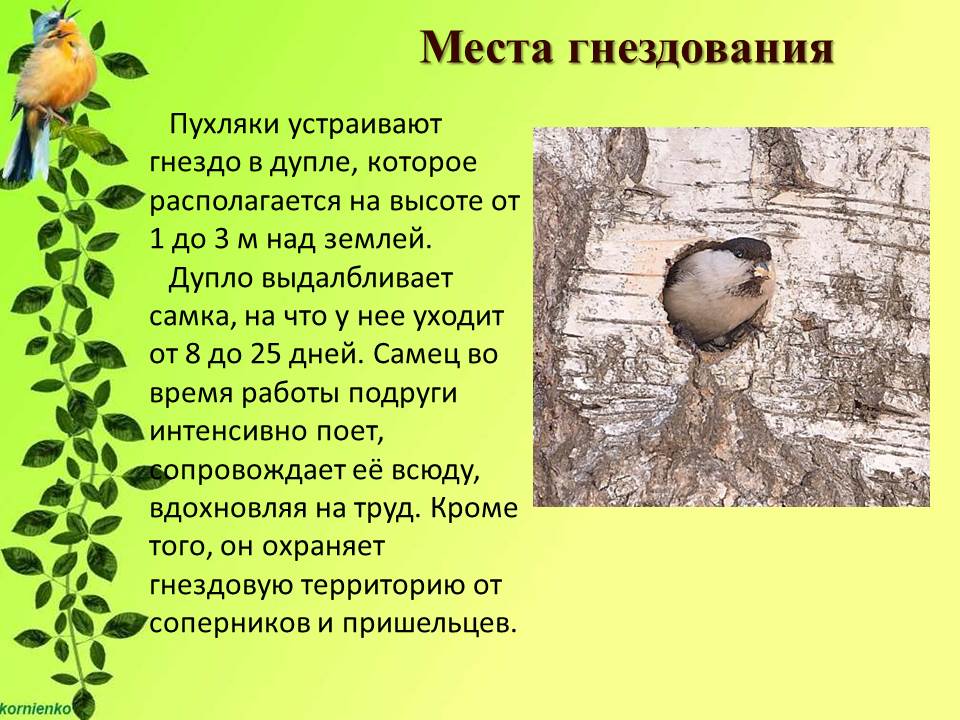 Места гнездования
Пухляки устраивают
гнездо в дупле, которое
располагается на высоте от
1 до 3 м над землей.
Дупло выдалбливает
самка, на что у нее уходит
от 8 до 25 дней. Самец во
время работы подруги
интенсивно поет,
сопровождает её всюду,
вдохновляя на труд. Кроме
того, он охраняет
гнездовую территорию от
соперников и пришельцев.
kornienko